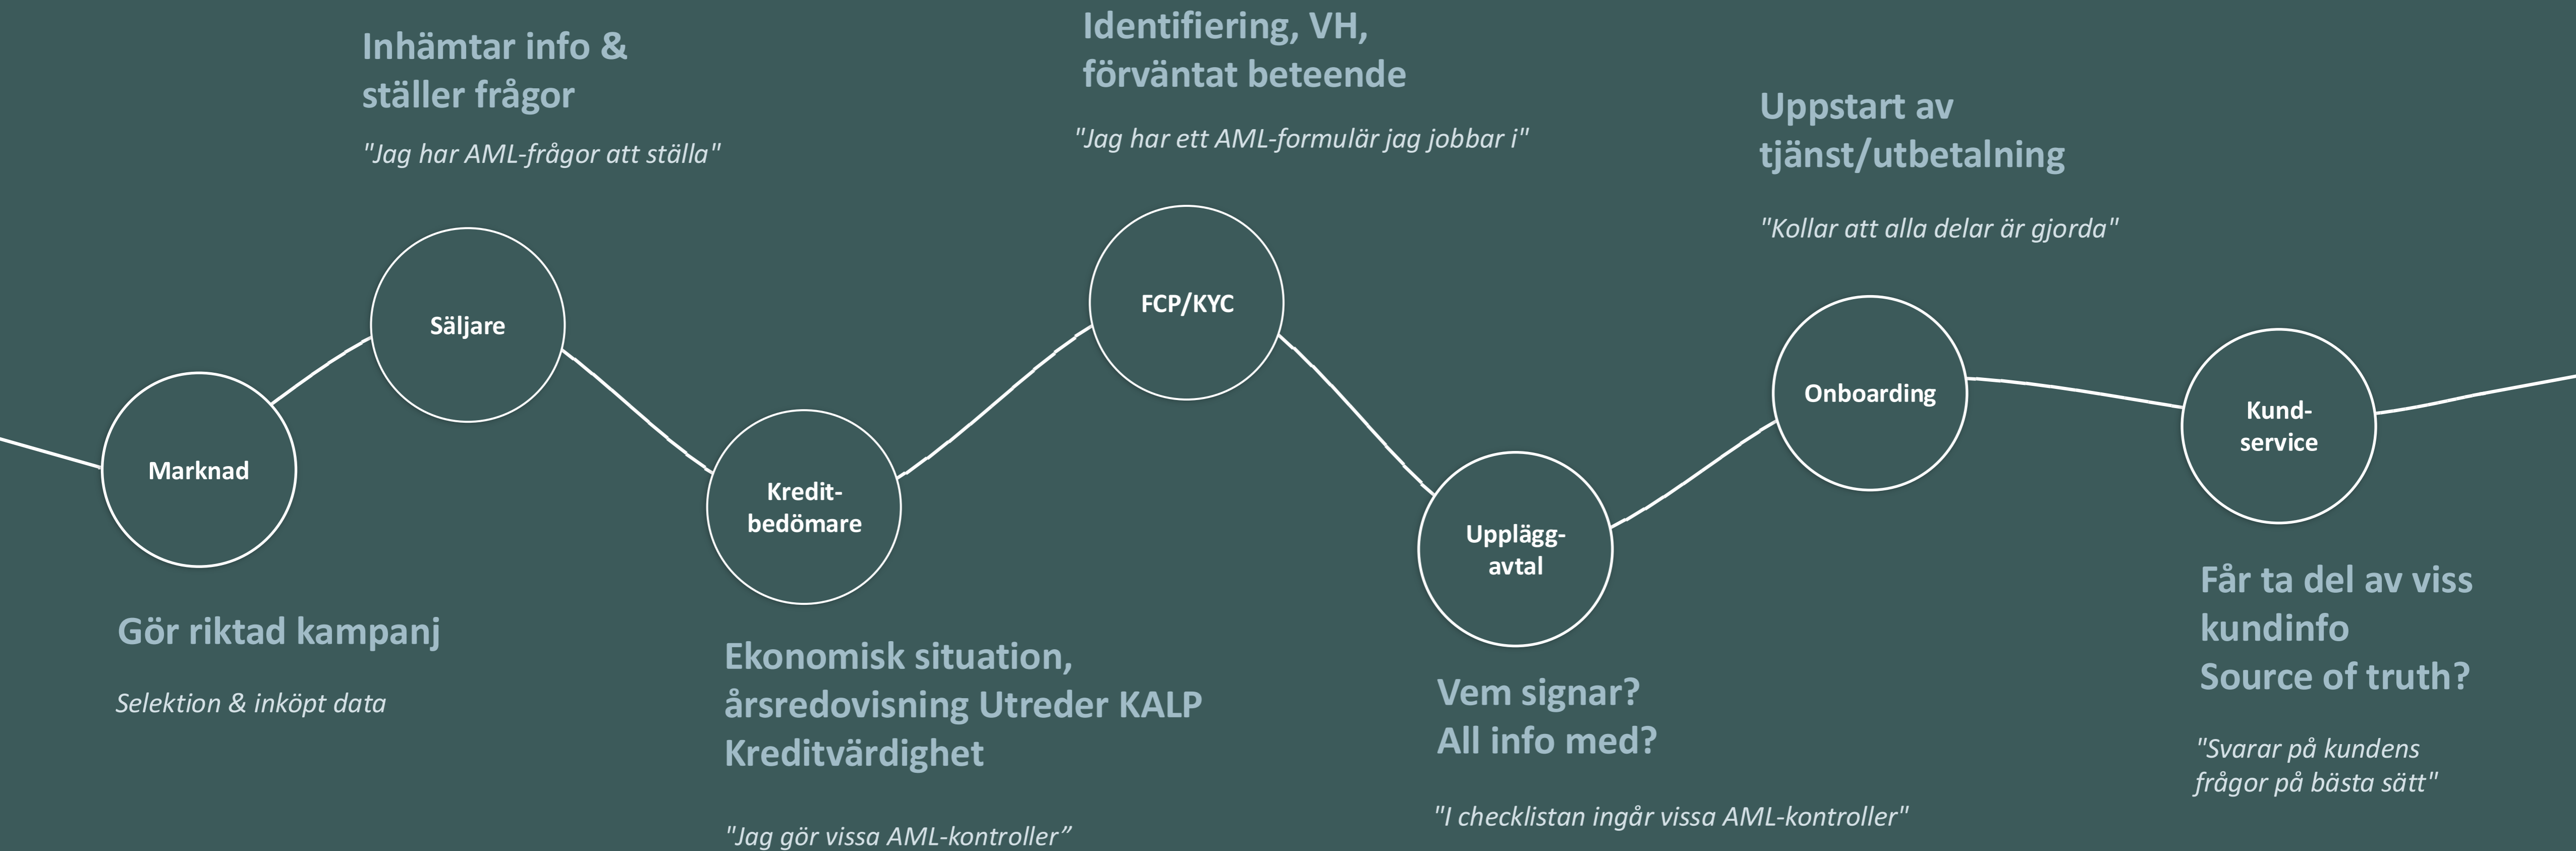 Marknad
Gör riktad kampanj
Selektion & inköpt data
Inhämtar info &
ställer frågor
"Jag har AML-frågor att ställa"
Säljare
Kredit-
bedömare
Ekonomisk situation,
årsredovisning Utreder KALP
Kreditvärdighet
"Jag gör vissa AML-kontroller”
Identifiering, VH,
förväntat beteende
"Jag har ett AML-formulär jag jobbar i"
FCP/KYC
Upplägg-
avtal
Vem signar?
All info med?
"I checklistan ingår vissa AML-kontroller"
Uppstart av
tjänst/utbetalning
"Kollar att alla delar är gjorda"
Onboarding
Kund-
service
Får ta del av viss
kundinfo
Source of truth?
"Svarar på kundens
frågor på bästa sätt"